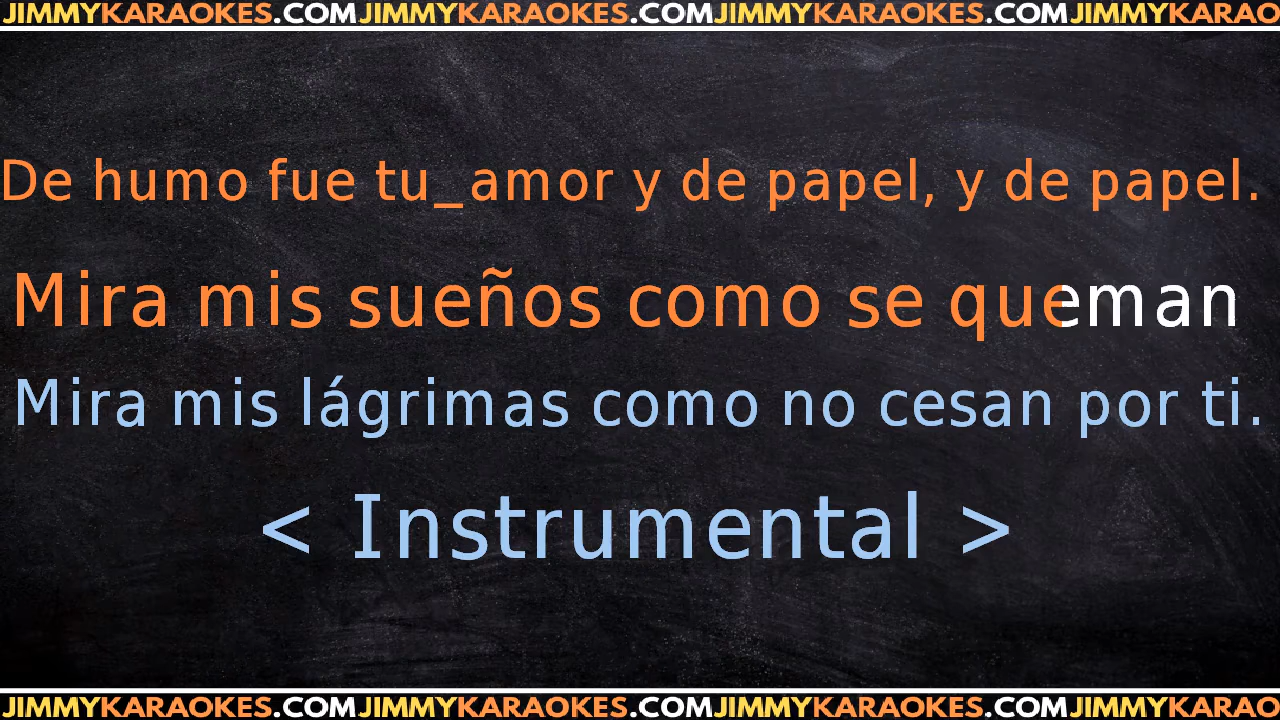 JIMMYKARAOKES.COMJIMMYKARAOKES.COMJIMMYKARAOKES.COMJIMMYKARAO
De humo fue tu_amor y de papel, y de papel.
Mira mis sueños como se queman
Mira mis lágrimas como no cesan por ti.
< Instrumental >
JIMMYKARAOKES.COMJIMMYKARAOKES.COMJIMMYKARAOKES.COMJIMMYKARAO